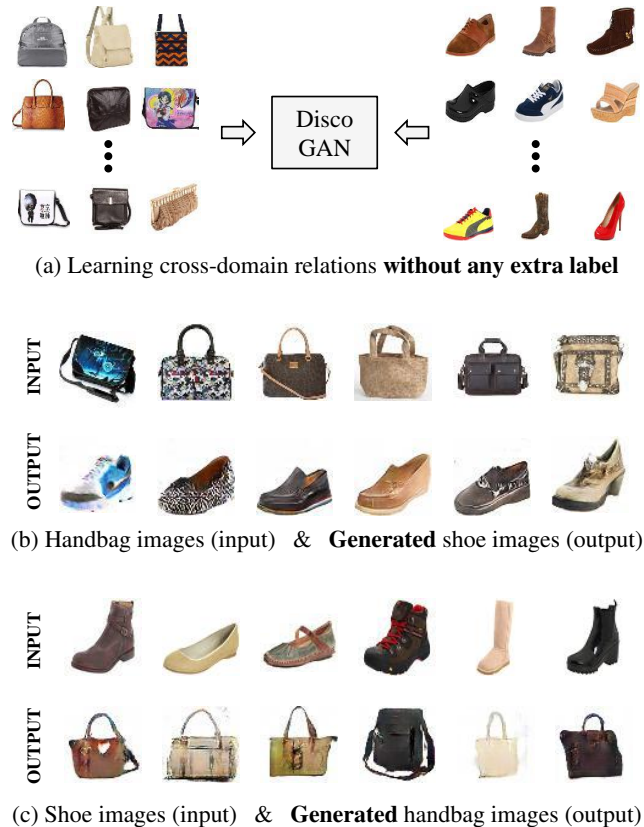 Disco
GAN
(a) Learning cross-domain relations without any extra label
INPUT
OUTPUT
(b) Handbag images (input) & Generated shoe images (output)
INPUT
OUTPUT
(c) Shoe images (input) & Generated handbag images (output)